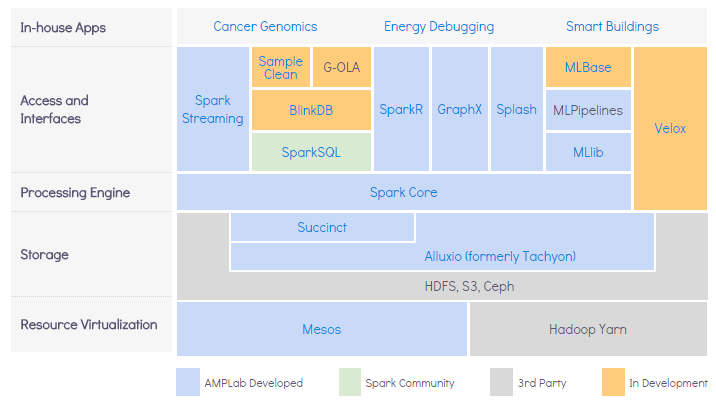 In-house Apps
Cancer Genomics
Energy Debugging
Smart Buildings
Access and
Interfaces
Spark
Streaming
Sample
Clean
G-OLA
BlinkDB
SparkSQL
SparkR
GraphX
Splash
MLBase
MLPipelines
MLlib
Velox
Processing Engine
Spark Core
Storage
Succinct
Alluxio (formerly Tachyon)
HDFS, S3, Ceph
Resource Virtualization
Mesos
Hadoop Yarn
AMPLab Developed
Spark Community
3rd Party
In Development